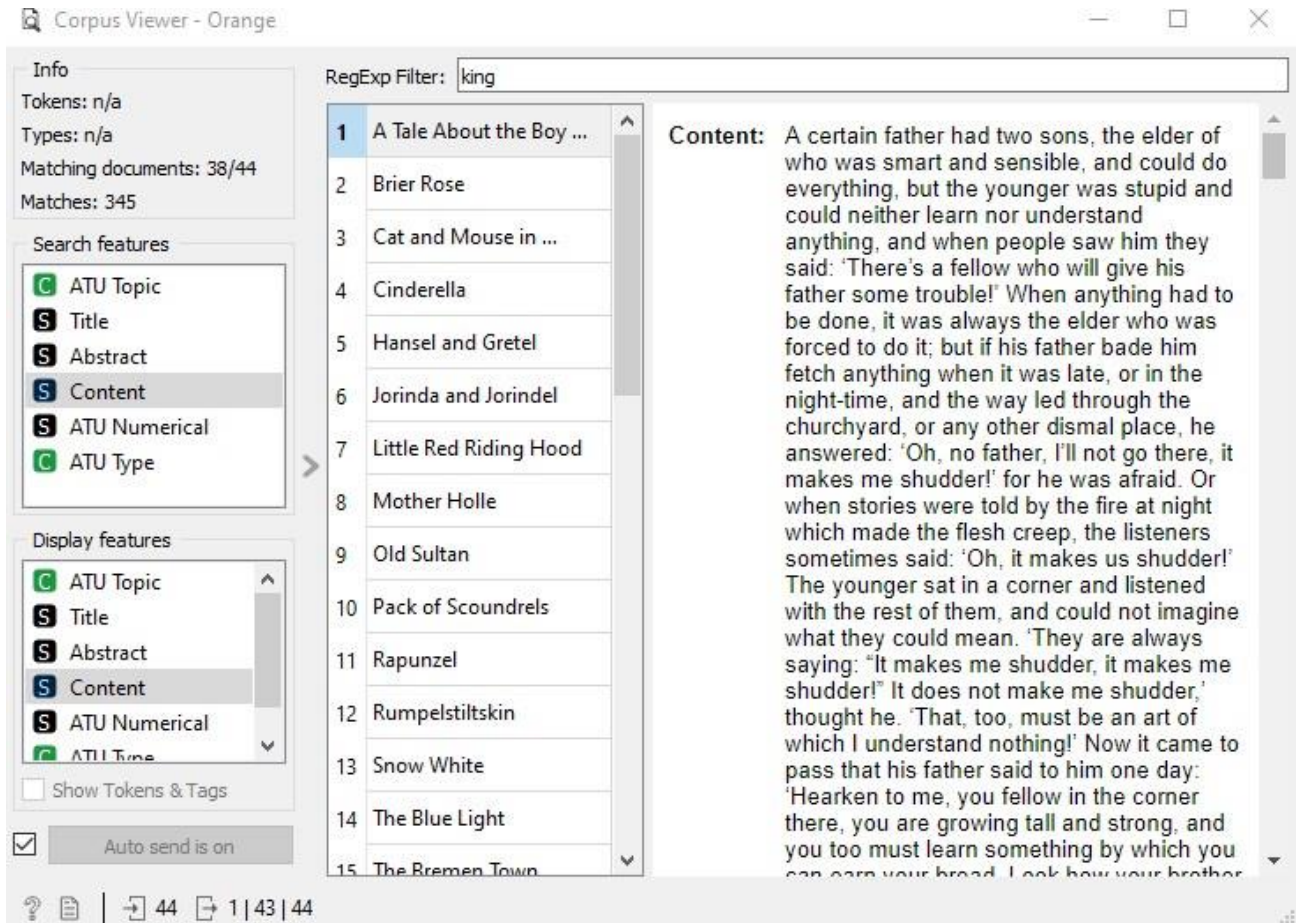 Corpus Viewer - Orange
Info
Tokens: n/a
Types: n/a
Matching documents: 38/44
Matches: 345
Search features
C ATU Topic
S Title
S Abstract
S Content
S ATU Numerical
C ATU Type
Display features
C ATU Topic
S Title
S Abstract
S Content
S ATU Numerical
C ATU Type
Show Tokens & Tags
Auto send is on
44 1 | 43 | 44
RegExp Filter: king
1 A Tale About the Boy ...
2 Brier Rose
3 Cat and Mouse in ...
4 Cinderella
5 Hansel and Gretel
6 Jorinda and Jorindel
7 Little Red Riding Hood
8 Mother Holle
9 Old Sultan
10 Pack of Scoundrels
11 Rapunzel
12 Rumpelstiltskin
13 Snow White
14 The Blue Light
15 The Bremen Town
Content: A certain father had two sons, the elder of
who was smart and sensible, and could do
everything, but the younger was stupid and
could neither learn nor understand
anything, and when people saw him they
said: ‘There’s a fellow who will give his
father some trouble!’ When anything had to
be done, it was always the elder who was
forced to do it; but if his father bade him
fetch anything when it was late, or in the
night-time, and the way led through the
churchyard, or any other dismal place, he
answered: ‘Oh, no father, I’ll not go there, it
makes me shudder!’ for he was afraid. Or
when stories were told by the fire at night
which made the flesh creep, the listeners
sometimes said: ‘Oh, it makes us shudder!’
The younger sat in a corner and listened
with the rest of them, and could not imagine
what they could mean. ‘They are always
saying: “It makes me shudder, it makes me
shudder!” It does not make me shudder,’
thought he. ‘That, too, must be an art of
which I understand nothing!’ Now it came to
pass that his father said to him one day:
‘Hearken to me, you fellow in the corner
there, you are growing tall and strong, and
you too must learn something by which you
can earn your bread. Look how your brother